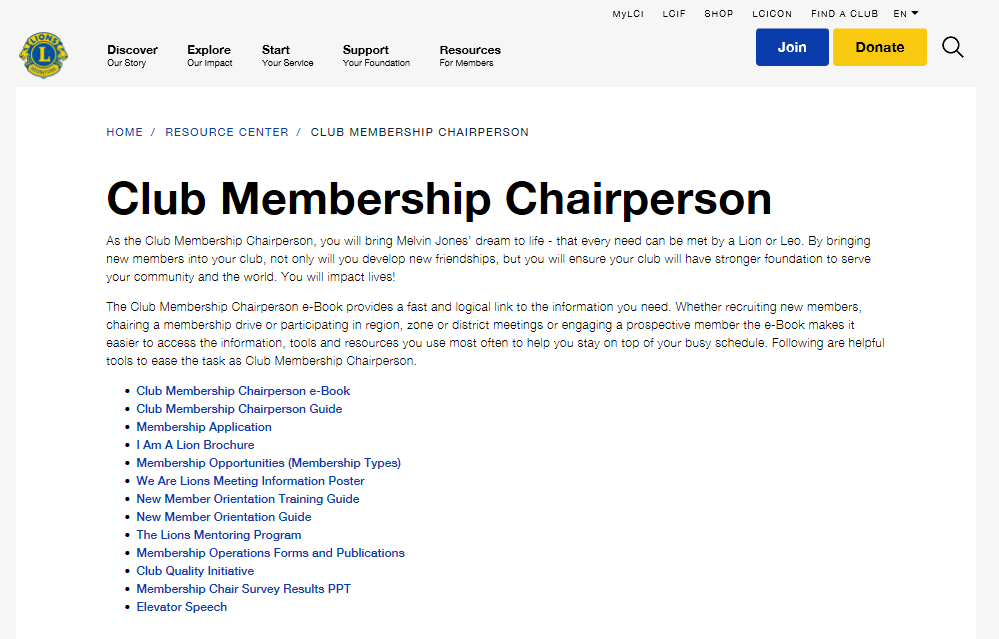 MyLCI LCIF SHOP LCICON FIND A CLUB EN
LIONS
L
INTERNATIONAL
Discover Explore Start Support Resources
Our Story Our Impact Your Service Your Foundation For Members
Join Donate
HOME / RESOURCE CENTER / CLUB MEMBERSHIP CHAIRPERSON
Club Membership Chairperson
As the Club Membership Chairperson, you will bring Melvin Jones’ dream to life - that every need can be met by a Lion or Leo. By bringing
new members into your club, not only will you develop new friendships, but you will ensure your club will have stronger foundation to serve
your community and the world. You will impact lives!
The Club Membership Chairperson e-Book provides a fast and logical link to the information you need. Whether recruiting new members,
chairing a membership drive or participating in region, zone or district meetings or engaging a prospective member the e-Book makes it
easier to access the information, tools and resources you use most often to help you stay on top of your busy schedule. Following are helpful
tools to ease the task as Club Membership Chairperson.
• Club Membership Chairperson e-Book
• Club Membership Chairperson Guide
• Membership Application
• I Am A Lion Brochure
• Membership Opportunities (Membership Types)
• We Are Lions Meeting Information Poster
• New Member Orientation Training Guide
• New Member Orientation Guide
• The Lions Mentoring Program
• Membership Operations Forms and Publications
• Club Quality Initiative
• Membership Chair Survey Results PPT
• Elevator Speech